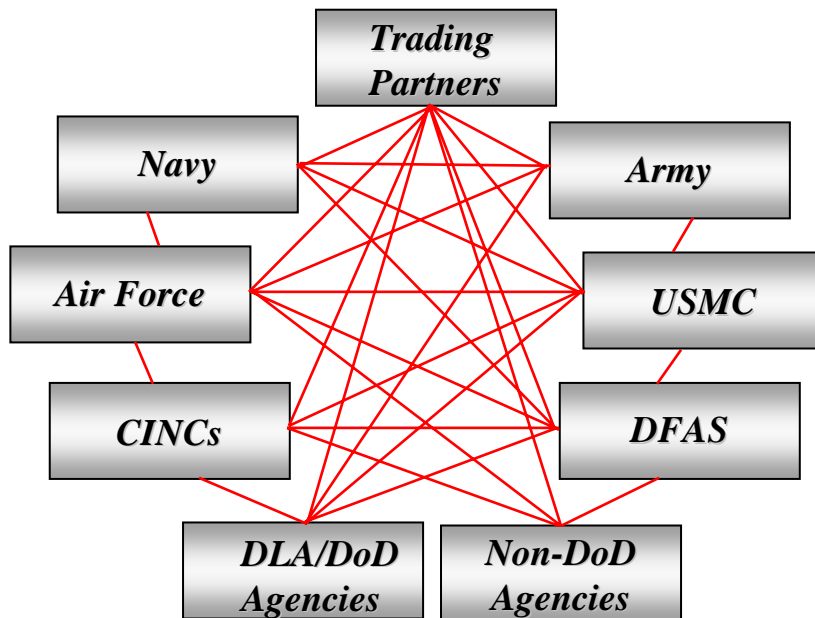 Trading
Partners
Navy
Army
Air Force
USMC
CINCs
DFAS
DLA/DoD
Agencies
Non-DoD
Agencies